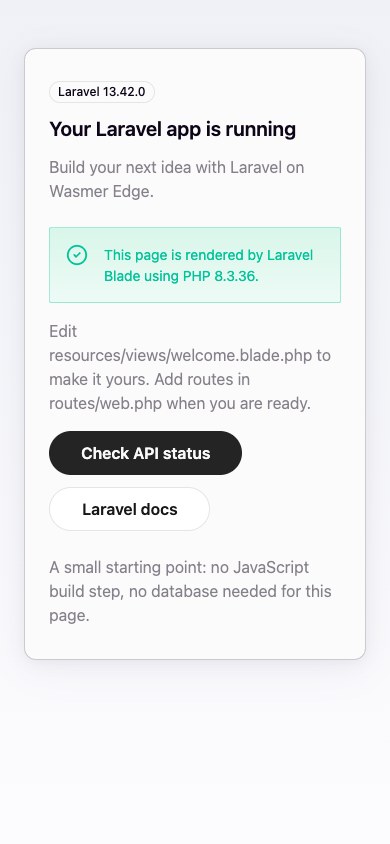 Laravel 13.42.0
Your Laravel app is running
Build your next idea with Laravel on
Wasmer Edge.
This page is rendered by Laravel
Blade using PHP 8.3.36.
Edit
resources/views/welcome.blade.php to
make it yours. Add routes in
routes/web.php when you are ready.
Check API status
Laravel docs
A small starting point: no JavaScript
build step, no database needed for this
page.